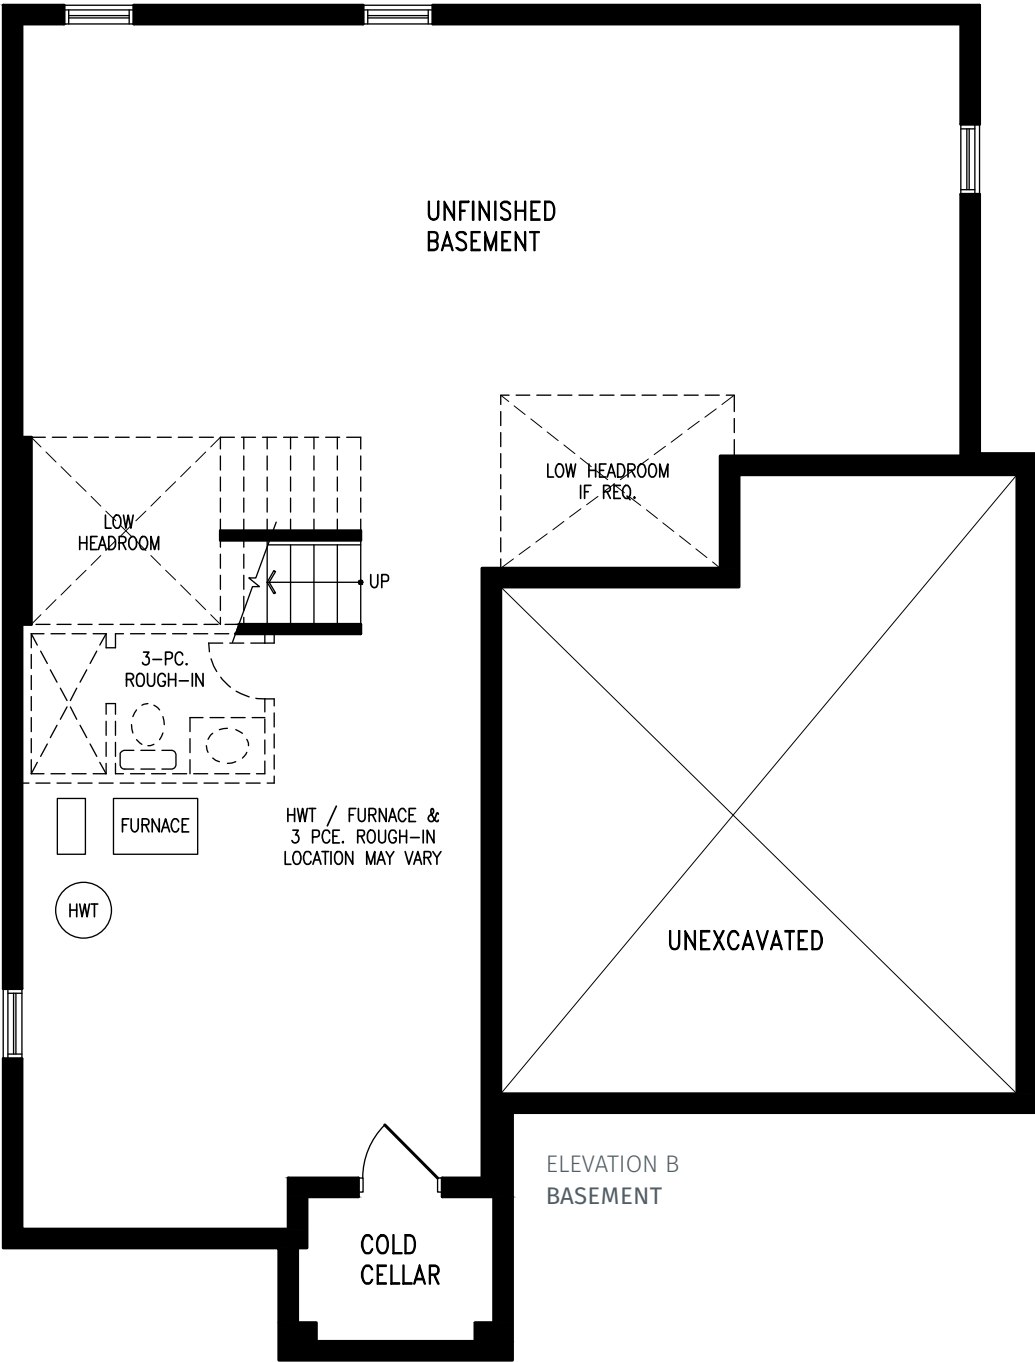 UNFINISHED
BASEMENT
LOW HEADROOM
IF REQ.
LOW
HEADROOM
UP
3-PC.
ROUGH-IN
HWT / FURNACE &
3 PCE. ROUGH-IN
LOCATION MAY VARY
FURNACE
HWT
UNEXCAVATED
ELEVATION B
BASEMENT
COLD
CELLAR